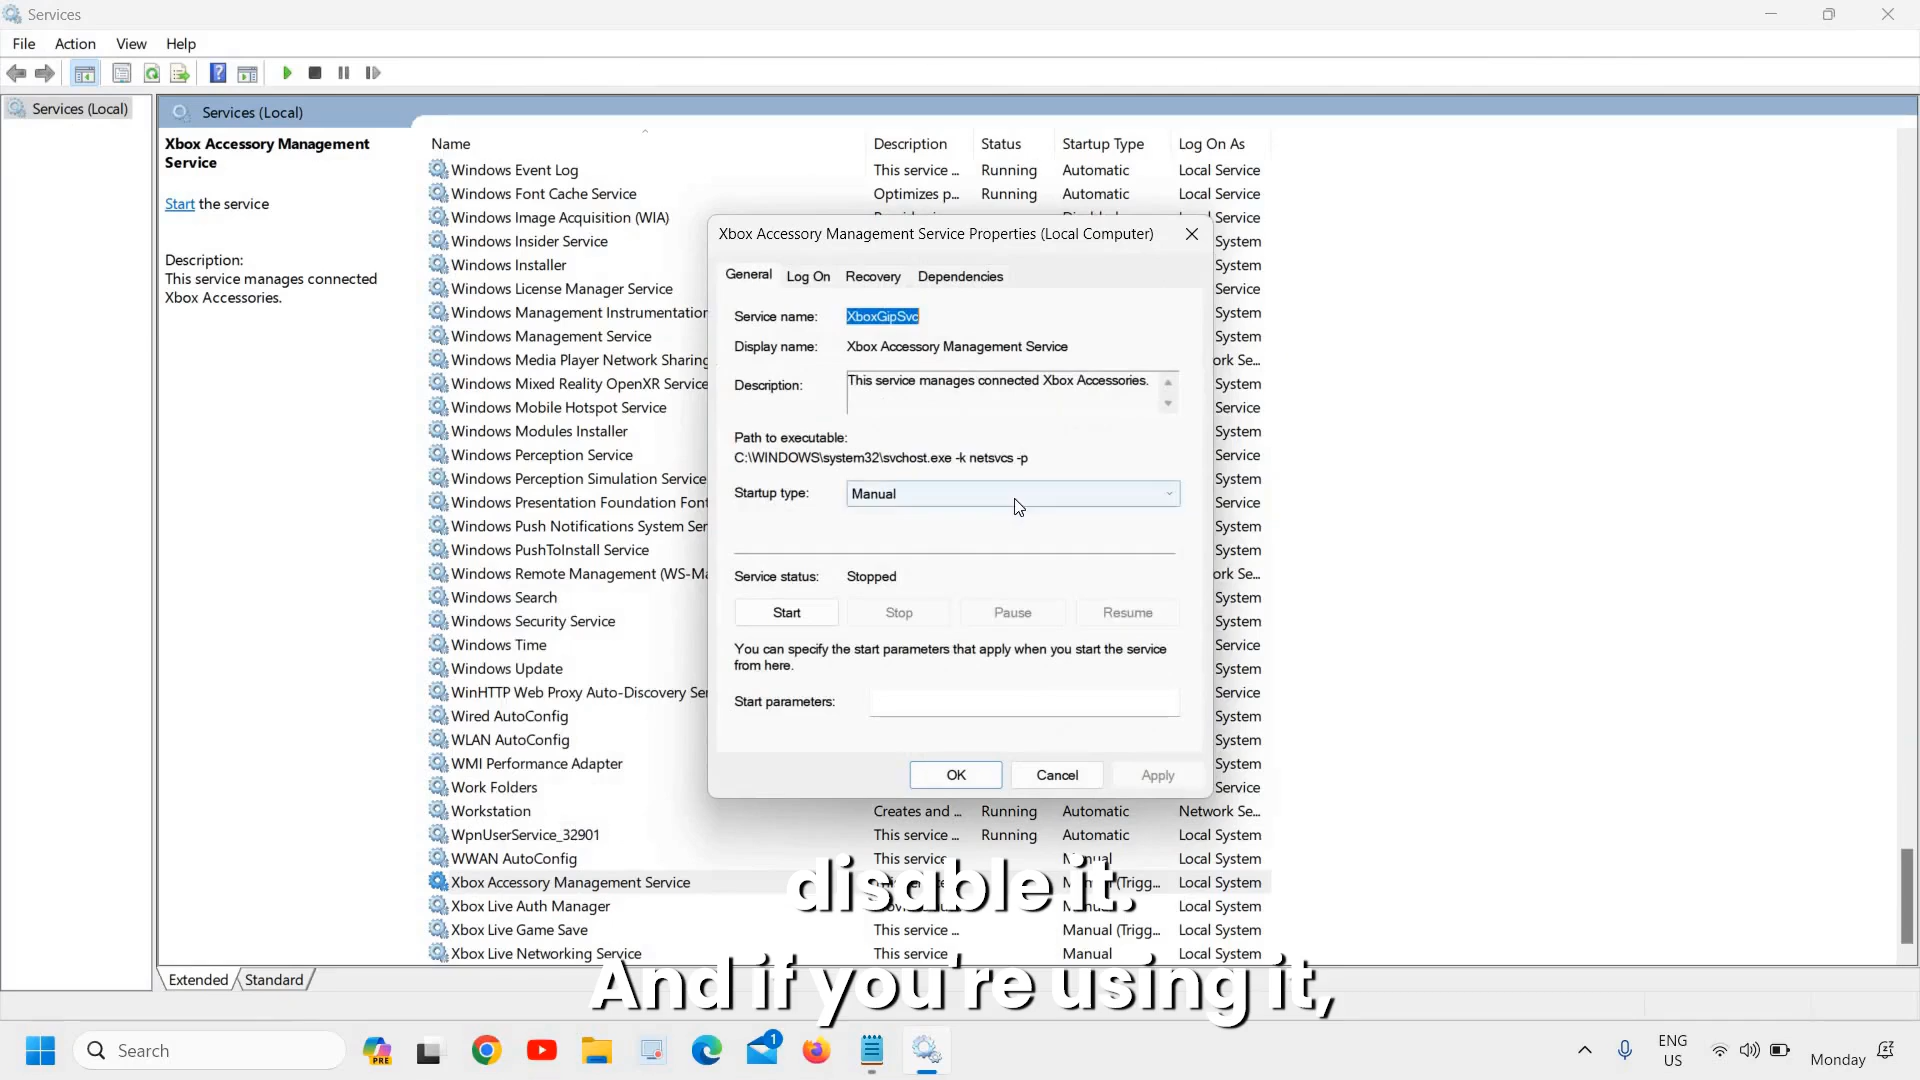 Services
File Action View Help
Services (Local)
Services (Local)
Xbox Accessory Management
Service
Start the service
Description:
This service manages connected
Xbox Accessories.
Name Description Status Startup Type Log On As
Windows Event Log This service ... Running Automatic Local Service
Windows Font Cache Service Optimizes p... Running Automatic Local Service
Windows Image Acquisition (WIA) Service
Windows Insider Service System
Windows Installer System
Windows License Manager Service Service
Windows Management Instrumentation System
Windows Management Service System
Windows Media Player Network Sharing ork Se...
Windows Mixed Reality OpenXR Service System
Windows Mobile Hotspot Service Service
Windows Modules Installer System
Windows Perception Service Service
Windows Perception Simulation Service System
Windows Presentation Foundation Font Service
Windows Push Notifications System Ser System
Windows PushToInstall Service System
Windows Remote Management (WS-Ma ork Se...
Windows Search System
Windows Security Service System
Windows Time Service
Windows Update System
WinHTTP Web Proxy Auto-Discovery Ser Service
Wired AutoConfig System
WLAN AutoConfig System
WMI Performance Adapter System
Work Folders Service
Workstation Creates and ... Running Automatic Network Se...
WpnUserService_32901 This service ... Running Automatic Local System
WWAN AutoConfig This service Manual Local System
Xbox Accessory Management Service (Trigg... Local System
Xbox Live Auth Manager Local System
Xbox Live Game Save This service ... Manual (Trigg... Local System
Xbox Live Networking Service This service Manual Local System
Xbox Accessory Management Service Properties (Local Computer)
General Log On Recovery Dependencies
Service name: XboxGipSvc
Display name: Xbox Accessory Management Service
Description: This service manages connected Xbox Accessories.
Path to executable:
C:\WINDOWS\system32\svchost.exe -k netsvcs -p
Startup type: Manual
Service status: Stopped
Start Stop Pause Resume
You can specify the start parameters that apply when you start the service
from here.
Start parameters:
OK Cancel Apply
disable it.
And if you're using it,
Extended Standard
Search
PRE
1
ENG
US
Monday